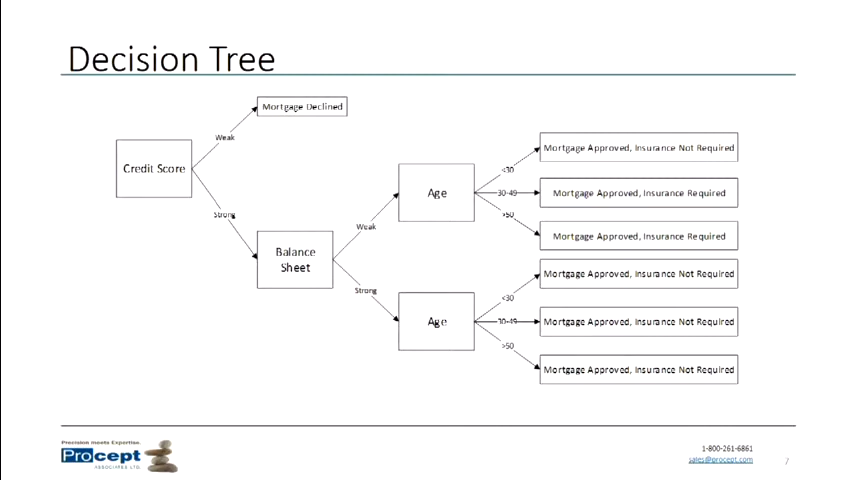 Decision Tree
Mortgage Declined
Weak
Credit Score
Strong
Balance
Sheet
Weak
Strong
Age
<30
30-49
>50
Mortgage Approved, Insurance Not Required
Mortgage Approved, Insurance Required
Mortgage Approved, Insurance Required
Age
<30
30-49
>50
Mortgage Approved, Insurance Not Required
Mortgage Approved, Insurance Not Required
Mortgage Approved, Insurance Not Required
Precision meets Expertise.
Procept
ASSOCIATES LTD.
1-800-261-6861
sales@procept.com
7